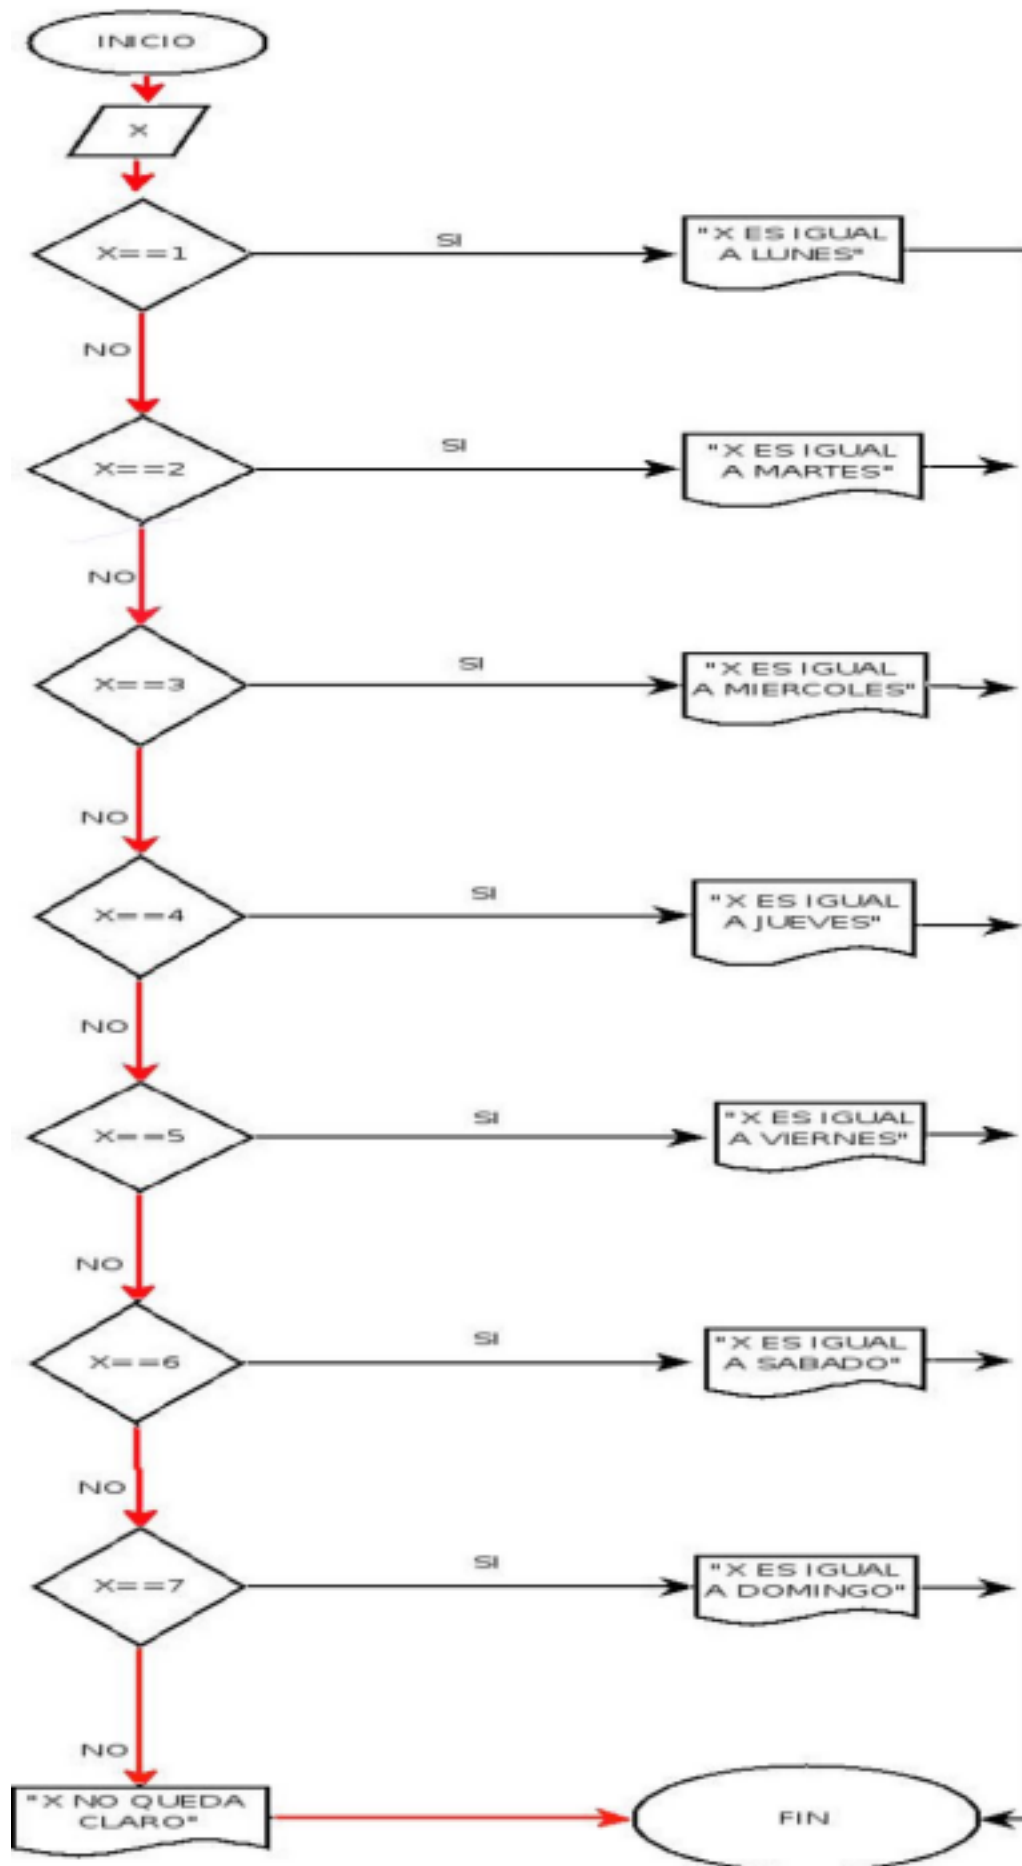 INICIO
X
X==1
SI
"X ES IGUAL
A LUNES"
NO
X==2
SI
"X ES IGUAL
A MARTES"
NO
X==3
SI
"X ES IGUAL
A MIERCOLES"
NO
X==4
SI
"X ES IGUAL
A JUEVES"
NO
X==5
SI
"X ES IGUAL
A VIERNES"
NO
X==6
SI
"X ES IGUAL
A SABADO"
NO
X==7
SI
"X ES IGUAL
A DOMINGO"
NO
"X NO QUEDA
CLARO"
FIN